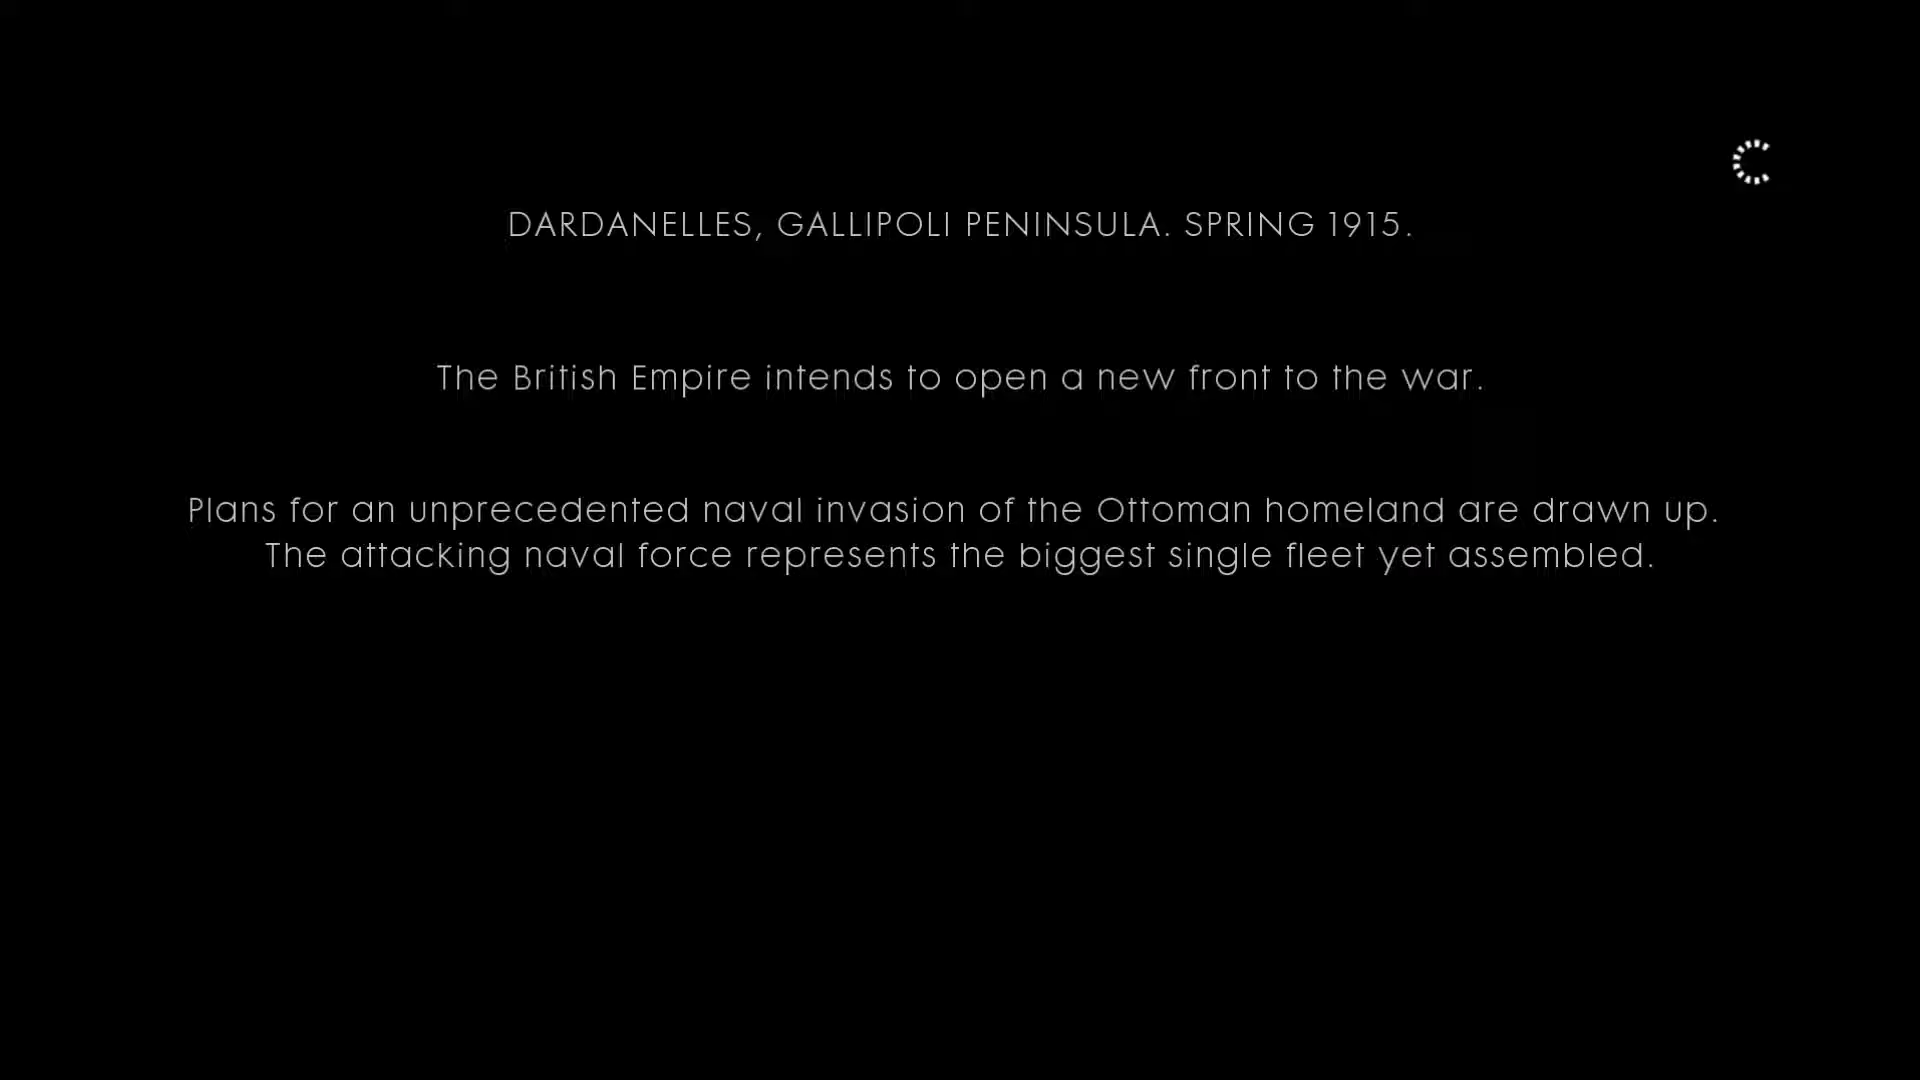 DARDANELLES, GALLIPOLI PENINSULA. SPRING 1915.
The British Empire intends to open a new front to the war.
Plans for an unprecedented naval invasion of the Ottoman homeland are drawn up.
The attacking naval force represents the biggest single fleet yet assembled.